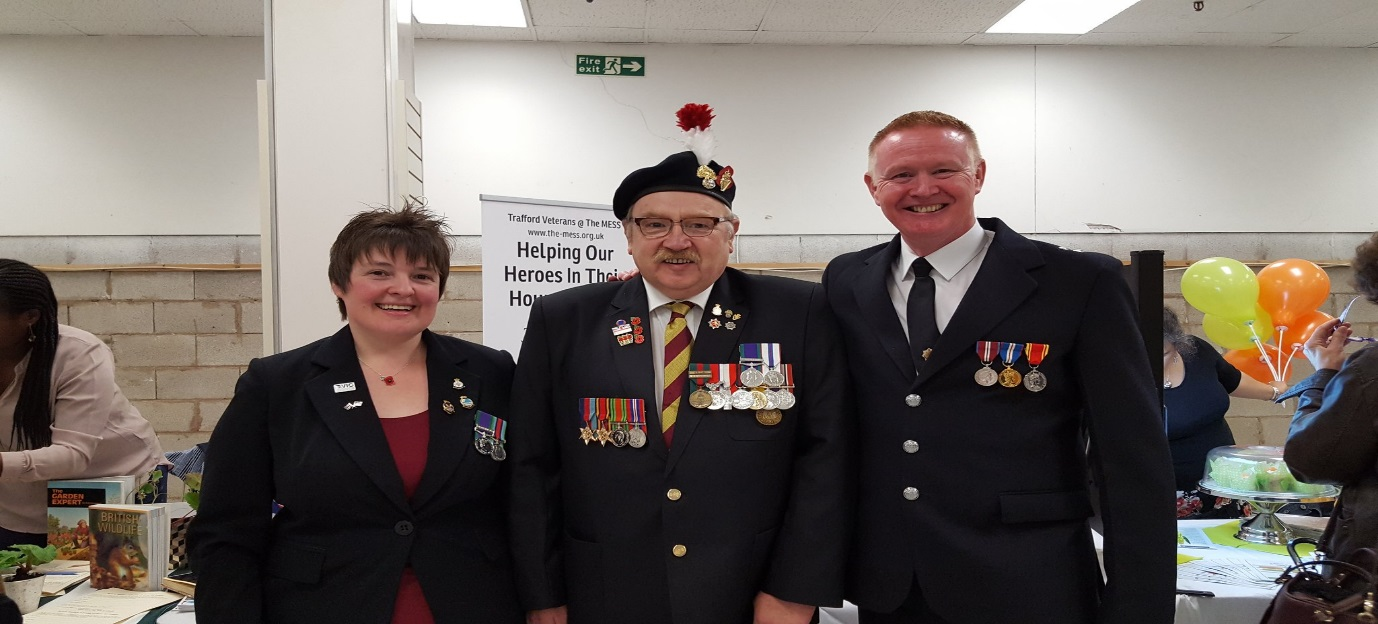 Fire
exit
Trafford Veterans @ The MESS
www.the-mess.org.uk
Helping Our
Heroes In Thei
Hou
The
GARDEN
EXPERT
BRITISH
WILDLIFE